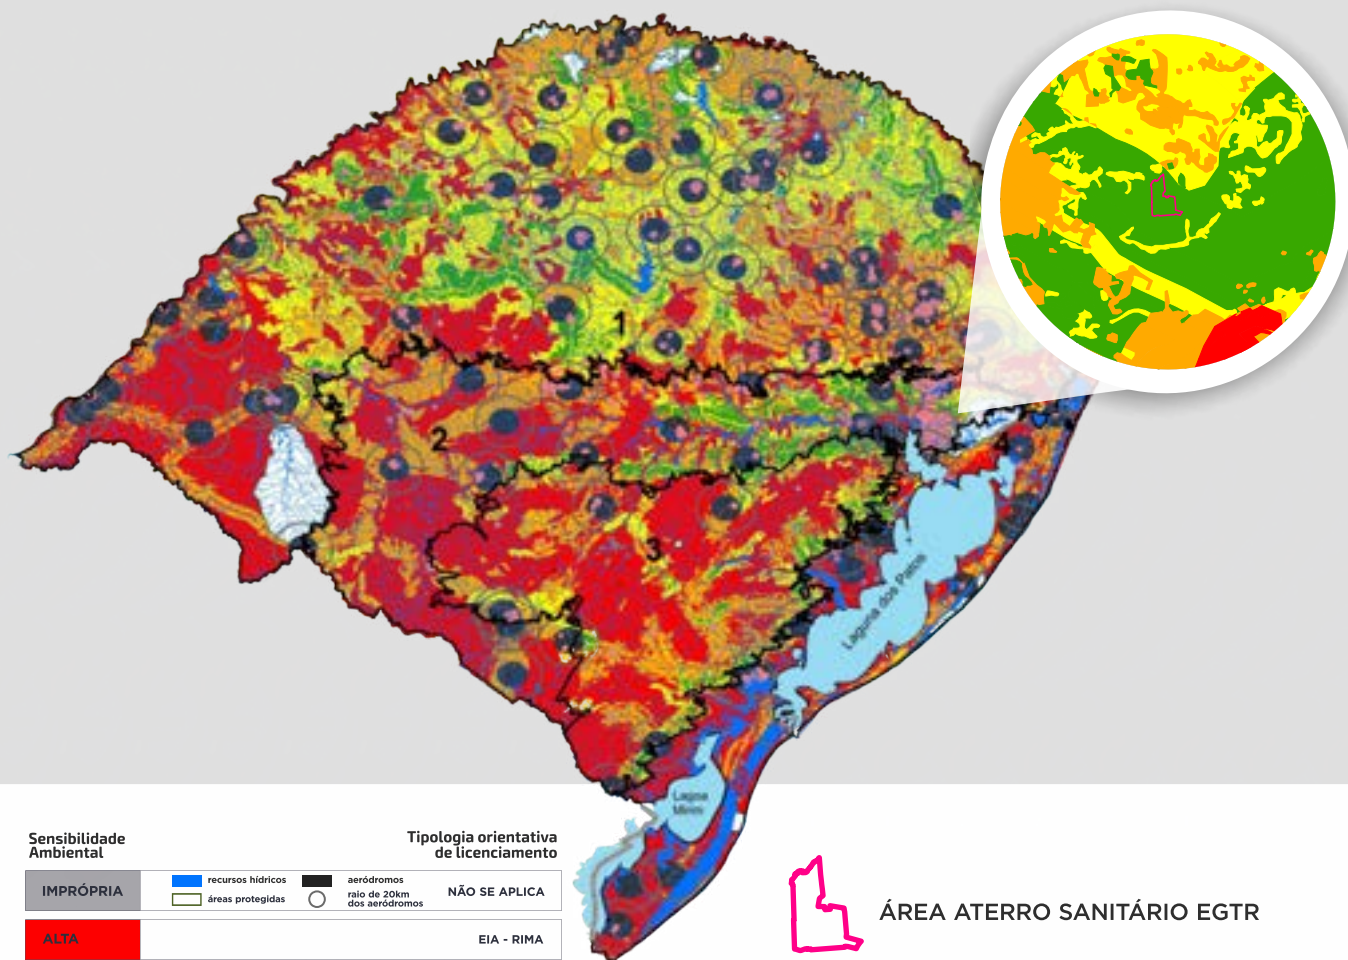 1
2
4
3
Laguna dos Patos
Lagoa
Mirim
Sensibilidade
Ambiental
Tipologia orientativa
de licenciamento
IMPRÓPRIA
recursos hídricos
áreas protegidas
aeródromos
raio de 20km
dos aeródromos
NÃO SE APLICA
ALTA
EIA - RIMA
ÁREA ATERRO SANITÁRIO EGTR